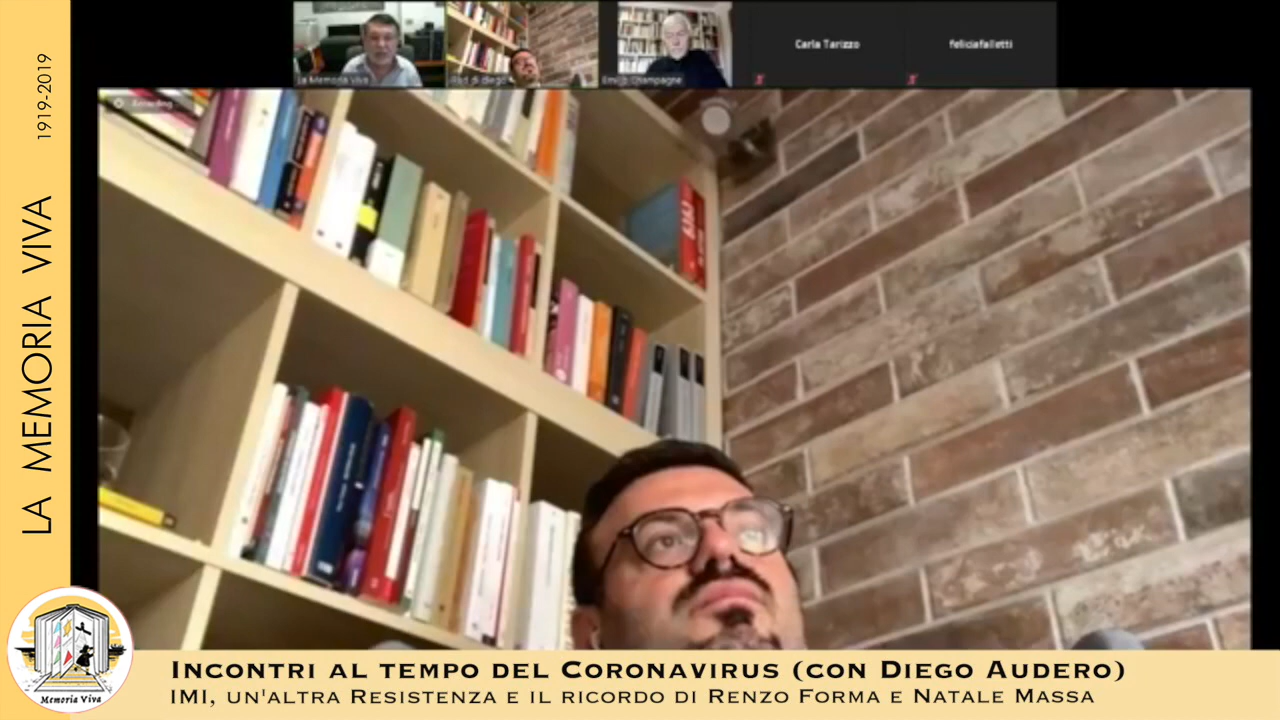 La Memoria Viva
Emilio Champagne
Carla Tarizzo
feliciafalletti
Recording
1919-2019
LA MEMORIA VIVA
Memoria Viva
INCONTRI AL TEMPO DEL CORONAVIRUS (CON DIEGO AUDERO)
IMI, UN'ALTRA RESISTENZA E IL RICORDO DI RENZO FORMA E NATALE MASSA